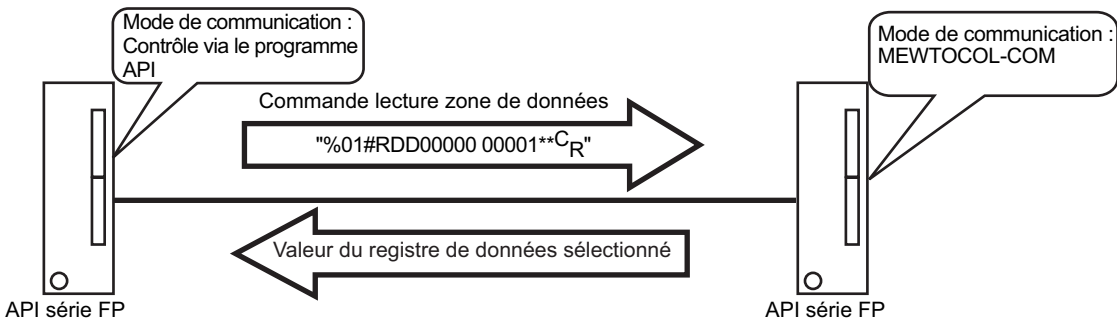 Mode de communication :
Contrôle via le programme
API
Mode de communication :
MEWTOCOL-COM
Commande lecture zone de données
"%01#RDD00000 00001**CR"
Valeur du registre de données sélectionné
API série FP
API série FP